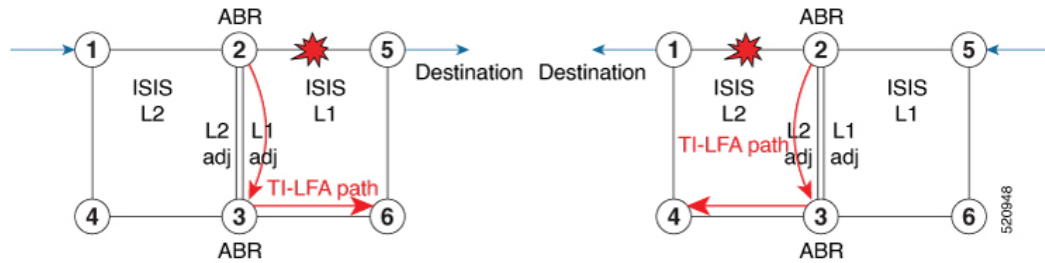 ABR
1
2
5
Destination
ISIS
L2
ISIS
L1
L2
adj
L1
adj
TI-LFA path
4
3
6
ABR
ABR
1
2
5
Destination
ISIS
L2
ISIS
L1
TI-LFA path
L2
adj
L1
adj
4
3
6
ABR
520948